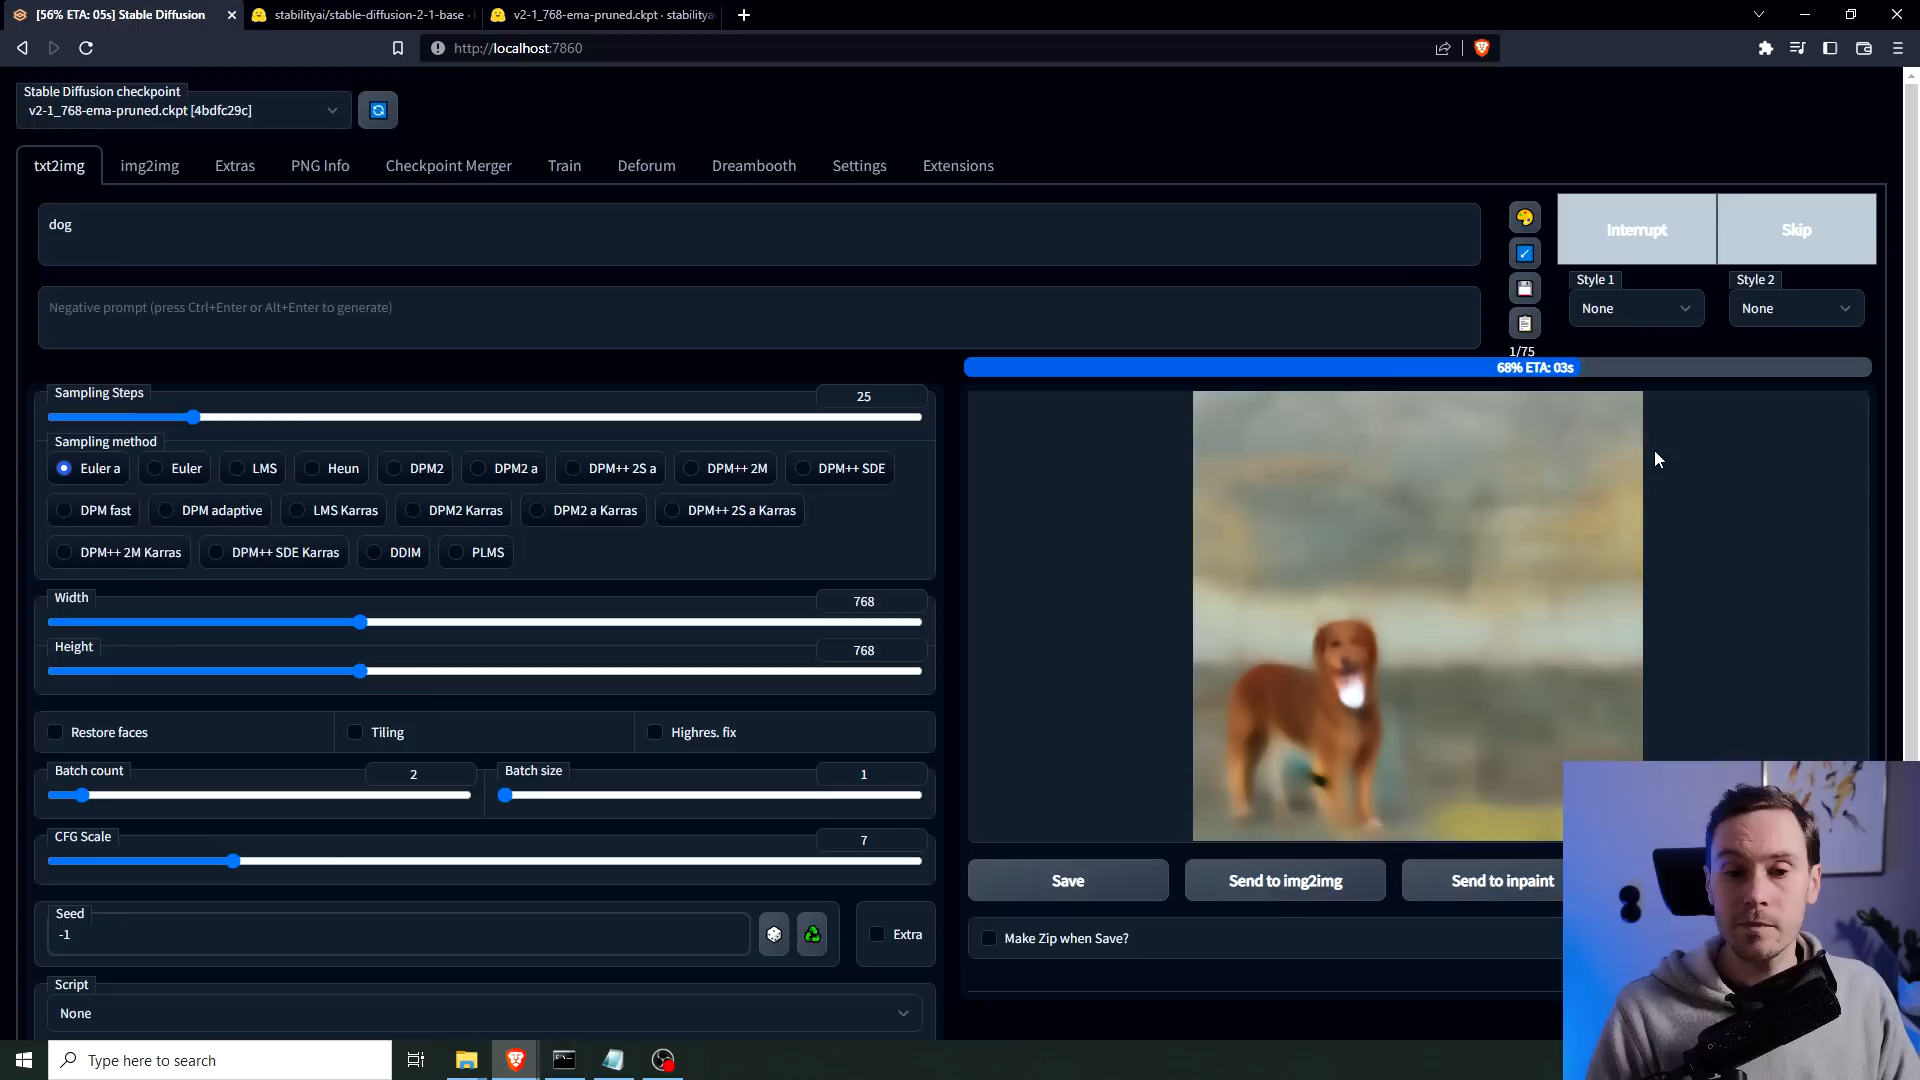 [56% ETA: 05s] Stable Diffusion
stabilityai/stable-diffusion-2-1-base ·
v2-1_768-ema-pruned.ckpt · stabilitya
http://localhost:7860
Stable Diffusion checkpoint
v2-1_768-ema-pruned.ckpt [4bdfc29c]
txt2img
img2img
Extras
PNG Info
Checkpoint Merger
Train
Deforum
Dreambooth
Settings
Extensions
dog
Negative prompt (press Ctrl+Enter or Alt+Enter to generate)
Interrupt
Skip
Style 1
None
Style 2
None
1/75
68% ETA: 03s
Sampling Steps
25
Sampling method
Euler a
Euler
LMS
Heun
DPM2
DPM2 a
DPM++ 2S a
DPM++ 2M
DPM++ SDE
DPM fast
DPM adaptive
LMS Karras
DPM2 Karras
DPM2 a Karras
DPM++ 2S a Karras
DPM++ 2M Karras
DPM++ SDE Karras
DDIM
PLMS
Width
768
Height
768
Restore faces
Tiling
Highres. fix
Batch count
2
Batch size
1
CFG Scale
7
Seed
-1
Extra
Script
None
Save
Send to img2img
Send to inpaint
Make Zip when Save?
Type here to search